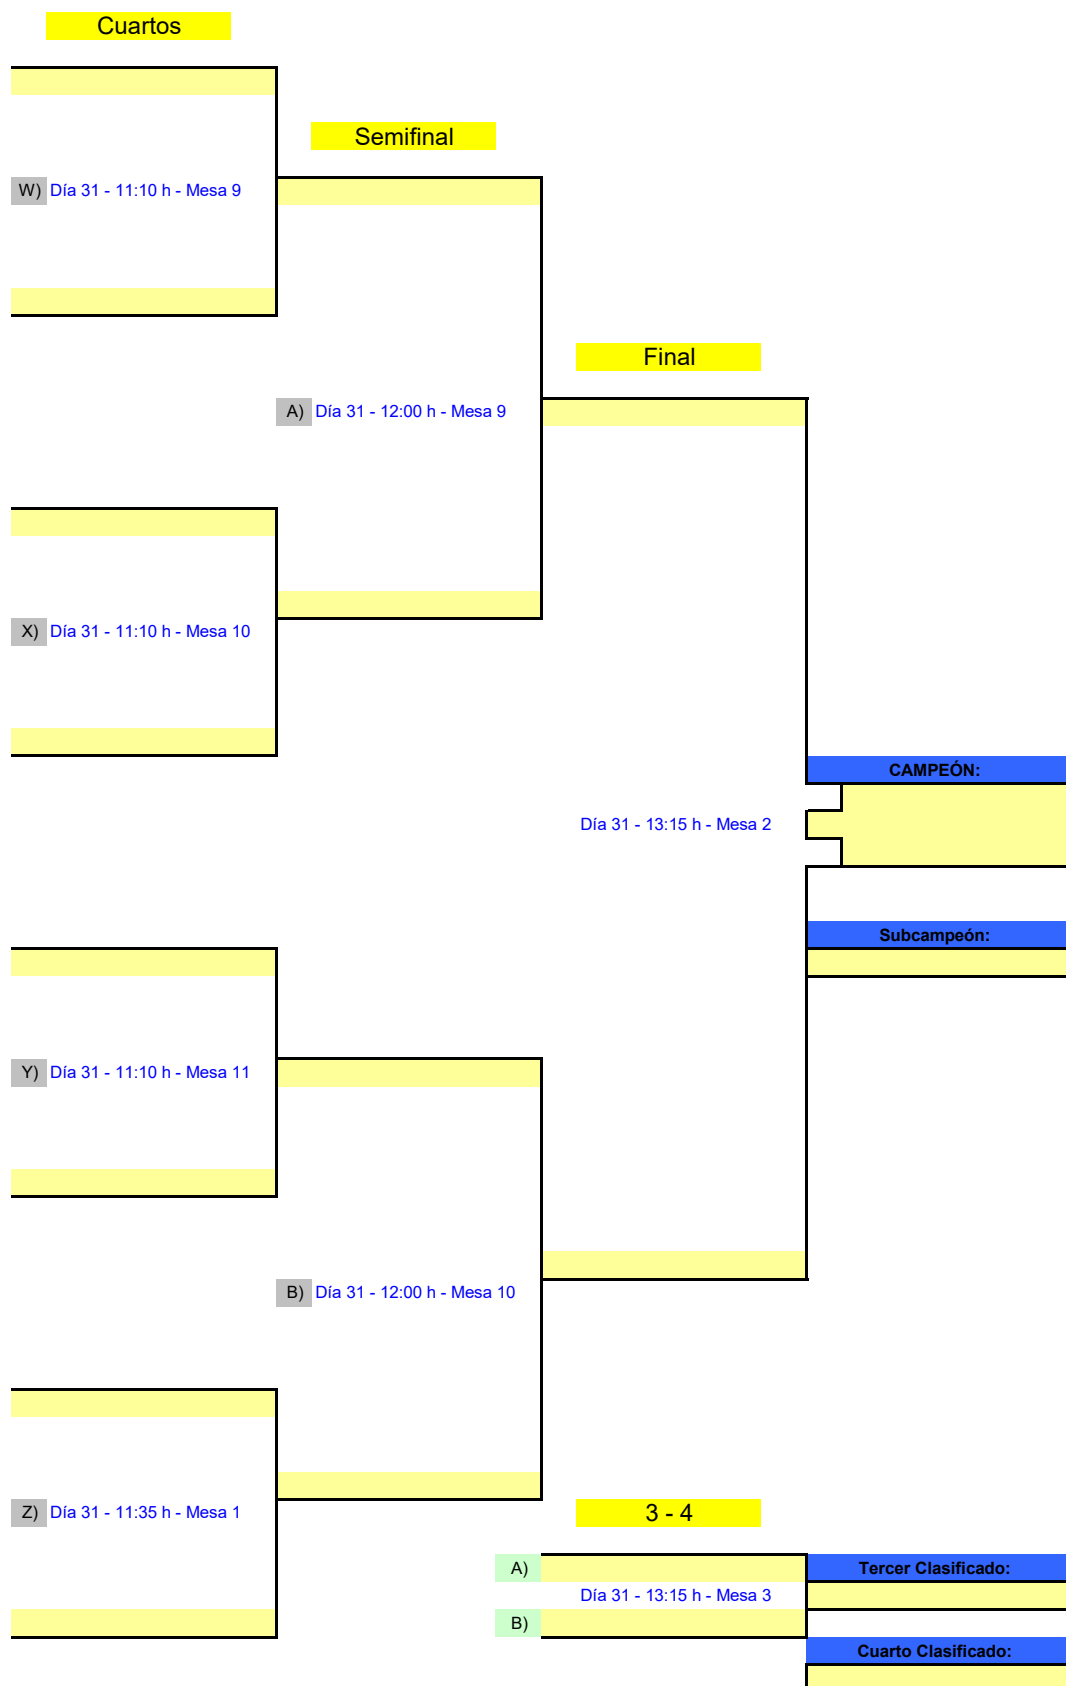 Cuartos
Semifinal
W) Día 31 - 11:10 h - Mesa 9
Final
A) Día 31 - 12:00 h - Mesa 9
X) Día 31 - 11:10 h - Mesa 10
CAMPEÓN:
Día 31 - 13:15 h - Mesa 2
Subcampeón:
Y) Día 31 - 11:10 h - Mesa 11
B) Día 31 - 12:00 h - Mesa 10
Z) Día 31 - 11:35 h - Mesa 1
3 - 4
A)
Tercer Clasificado:
Día 31 - 13:15 h - Mesa 3
B)
Cuarto Clasificado: